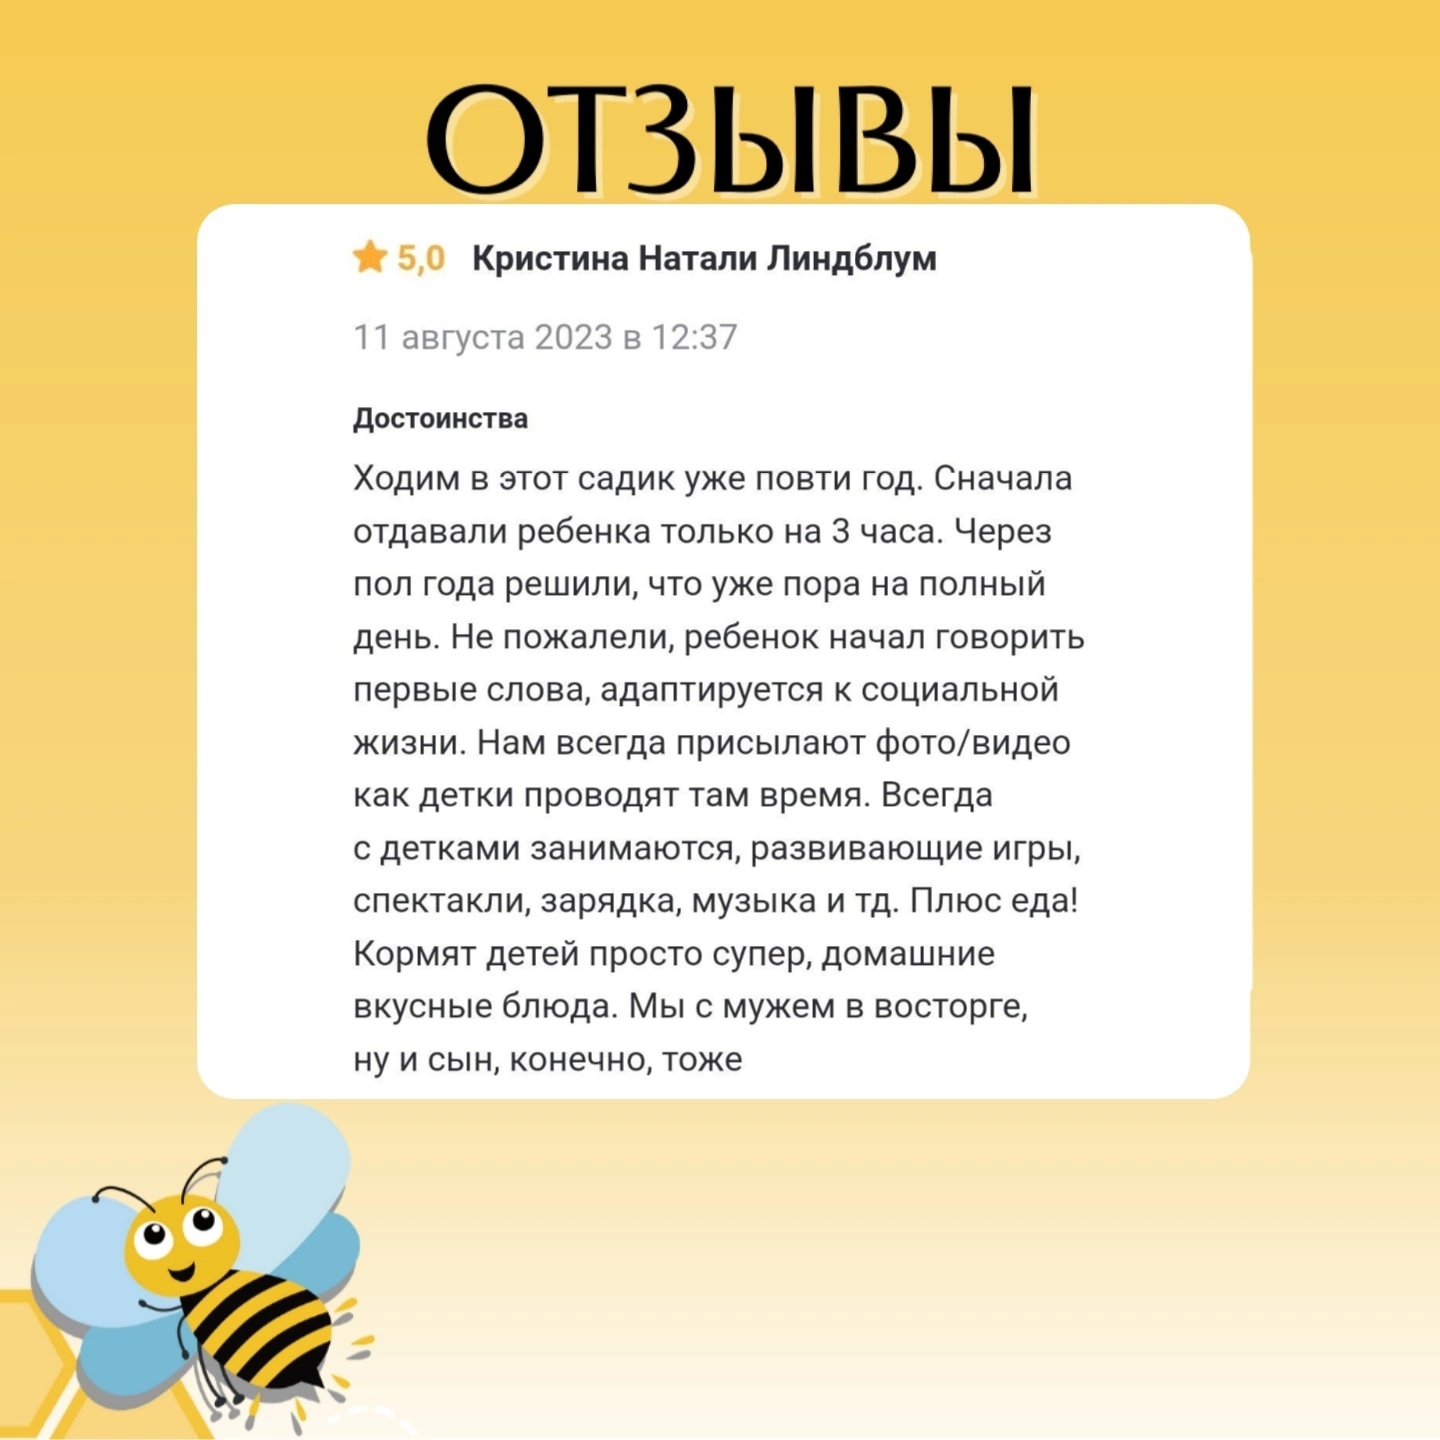 ОТЗЫВЫ
5,0 Кристина Натали Линдблум
11 августа 2023 в 12:37
Достоинства
Ходим в этот садик уже повти год. Сначала
отдавали ребенка только на 3 часа. Через
пол года решили, что уже пора на полный
день. Не пожалели, ребенок начал говорить
первые слова, адаптируется к социальной
жизни. Нам всегда присылают фото/видео
как детки проводят там время. Всегда
с детками занимаются, развивающие игры,
спектакли, зарядка, музыка и тд. Плюс еда!
Кормят детей просто супер, домашние
вкусные блюда. Мы с мужем в восторге,
ну и сын, конечно, тоже